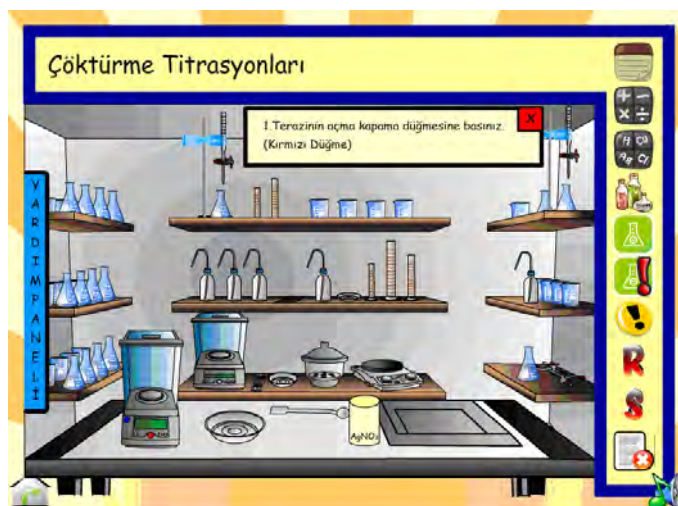 Çöktürme Titrasyonları
1.Terazinin açma kapama düğmesine basınız.
(Kırmızı Düğme)
X
YARDIM PANELİ
AgNO₃
R
S